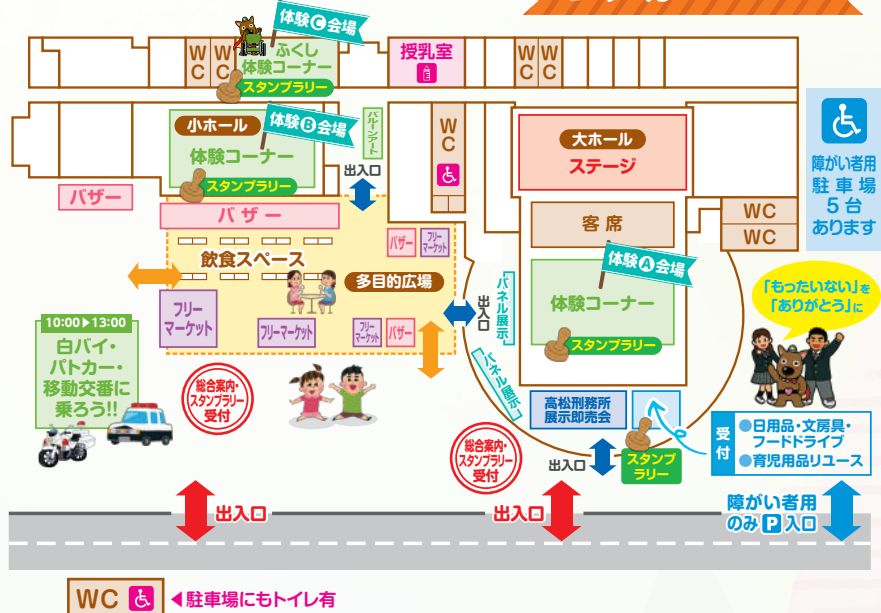 体験C会場
WC
WC
ふくし
体験コーナー
スタンプラリー
授乳室
WC
WC
小ホール
体験B会場
体験コーナー
スタンプラリー
バルーンアート
出入口
WC
大ホール
ステージ
障がい者用
駐車場
5台
あります
バザー
バザー
客席
WC
WC
飲食スペース
多目的広場
バザー
フリー
マーケット
体験A会場
体験コーナー
スタンプラリー
出入口
パネル展示
パネル展示
「もったいない」を
「ありがとう」に
フリー
マーケット
フリーマーケット
フリー
マーケット
バザー
10:00▶13:00
白バイ・
パトカー・
移動交番に
乗ろう!!
総合案内・
スタンプラリー
受付
総合案内・
スタンプラリー
受付
高松刑務所
展示即売会
出入口
スタンプ
ラリー
受付
●日用品・文房具・
フードドライブ
●育児用品リユース
出入口
出入口
障がい者用
のみ P 入口
WC
◀駐車場にもトイレ有